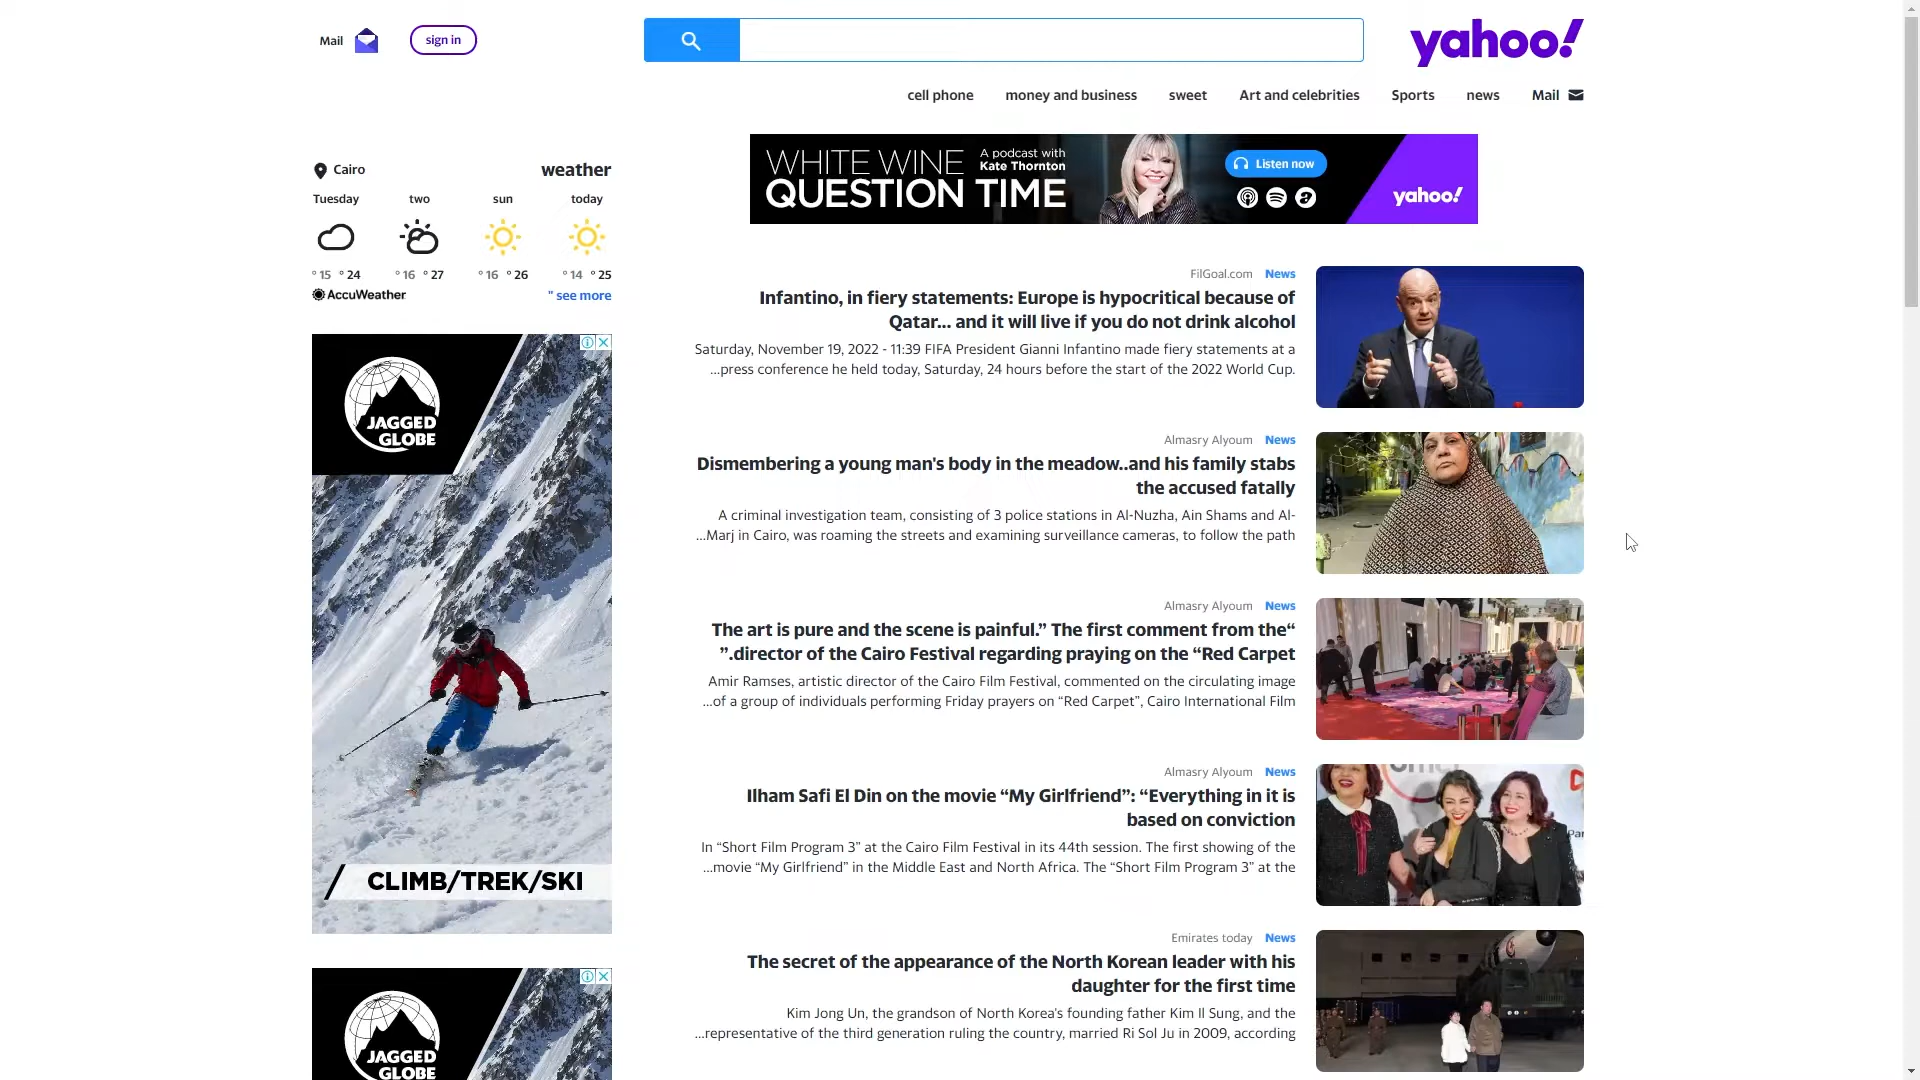 Mail
sign in
yahoo!
cell phone
money and business
sweet
Art and celebrities
Sports
news
Mail
WHITE WINE
QUESTION TIME
A podcast with
Kate Thornton
Listen now
yahoo!
Cairo
weather
Tuesday
two
sun
today
° 15 ° 24
° 16 ° 27
° 16 ° 26
° 14 ° 25
AccuWeather
" see more
JAGGED
GLOBE
CLIMB/TREK/SKI
JAGGED
GLOBE
FilGoal.com News
Infantino, in fiery statements: Europe is hypocritical because of
Qatar... and it will live if you do not drink alcohol
Saturday, November 19, 2022 - 11:39 FIFA President Gianni Infantino made fiery statements at a
...press conference he held today, Saturday, 24 hours before the start of the 2022 World Cup.
Almasry Alyoum News
Dismembering a young man's body in the meadow..and his family stabs
the accused fatally
A criminal investigation team, consisting of 3 police stations in Al-Nuzha, Ain Shams and Al-
...Marj in Cairo, was roaming the streets and examining surveillance cameras, to follow the path
Almasry Alyoum News
The art is pure and the scene is painful.” The first comment from the“
”.director of the Cairo Festival regarding praying on the “Red Carpet
Amir Ramses, artistic director of the Cairo Film Festival, commented on the circulating image
...of a group of individuals performing Friday prayers on “Red Carpet”, Cairo International Film
Almasry Alyoum News
Ilham Safi El Din on the movie “My Girlfriend”: “Everything in it is
based on conviction
In “Short Film Program 3” at the Cairo Film Festival in its 44th session. The first showing of the
...movie “My Girlfriend” in the Middle East and North Africa. The “Short Film Program 3” at the
Emirates today News
The secret of the appearance of the North Korean leader with his
daughter for the first time
Kim Jong Un, the grandson of North Korea's founding father Kim Il Sung, and the
...representative of the third generation ruling the country, married Ri Sol Ju in 2009, according